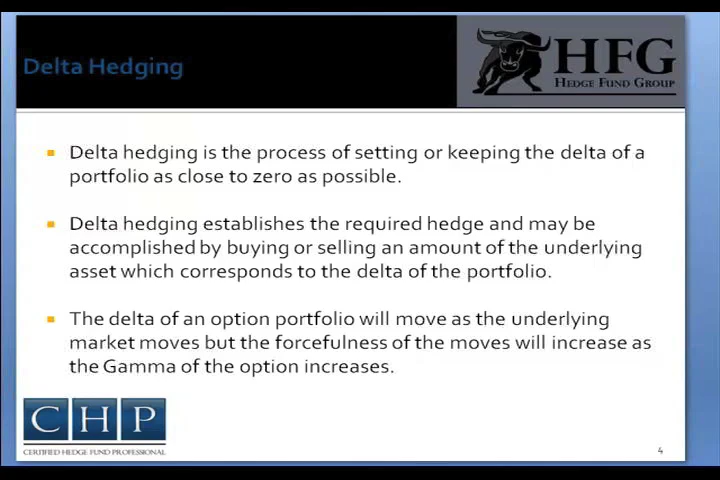 Delta Hedging
HFG
HEDGE FUND GROUP
Delta hedging is the process of setting or keeping the delta of a
portfolio as close to zero as possible.
Delta hedging establishes the required hedge and may be
accomplished by buying or selling an amount of the underlying
asset which corresponds to the delta of the portfolio.
The delta of an option portfolio will move as the underlying
market moves but the forcefulness of the moves will increase as
the Gamma of the option increases.
CHP
CERTIFIED HEDGE FUND PROFESSIONAL
4